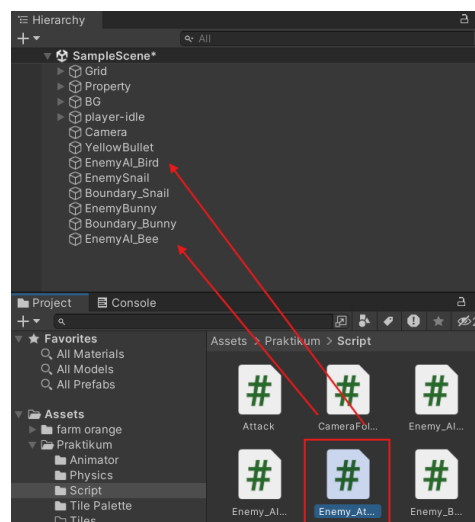 Hierarchy
All
SampleScene*
Grid
Property
BG
player-idle
Camera
YellowBullet
EnemyAI_Bird
EnemySnail
Boundary_Snail
EnemyBunny
Boundary_Bunny
EnemyAI_Bee
Project
Console
Favorites
All Materials
All Models
All Prefabs
Assets
farm orange
Praktikum
Animator
Physics
Script
Tile Palette
Tiles
Assets > Praktikum > Script
Attack
CameraFol...
Enemy_AI...
Enemy_AI...
Enemy_At...
Enemy_B...